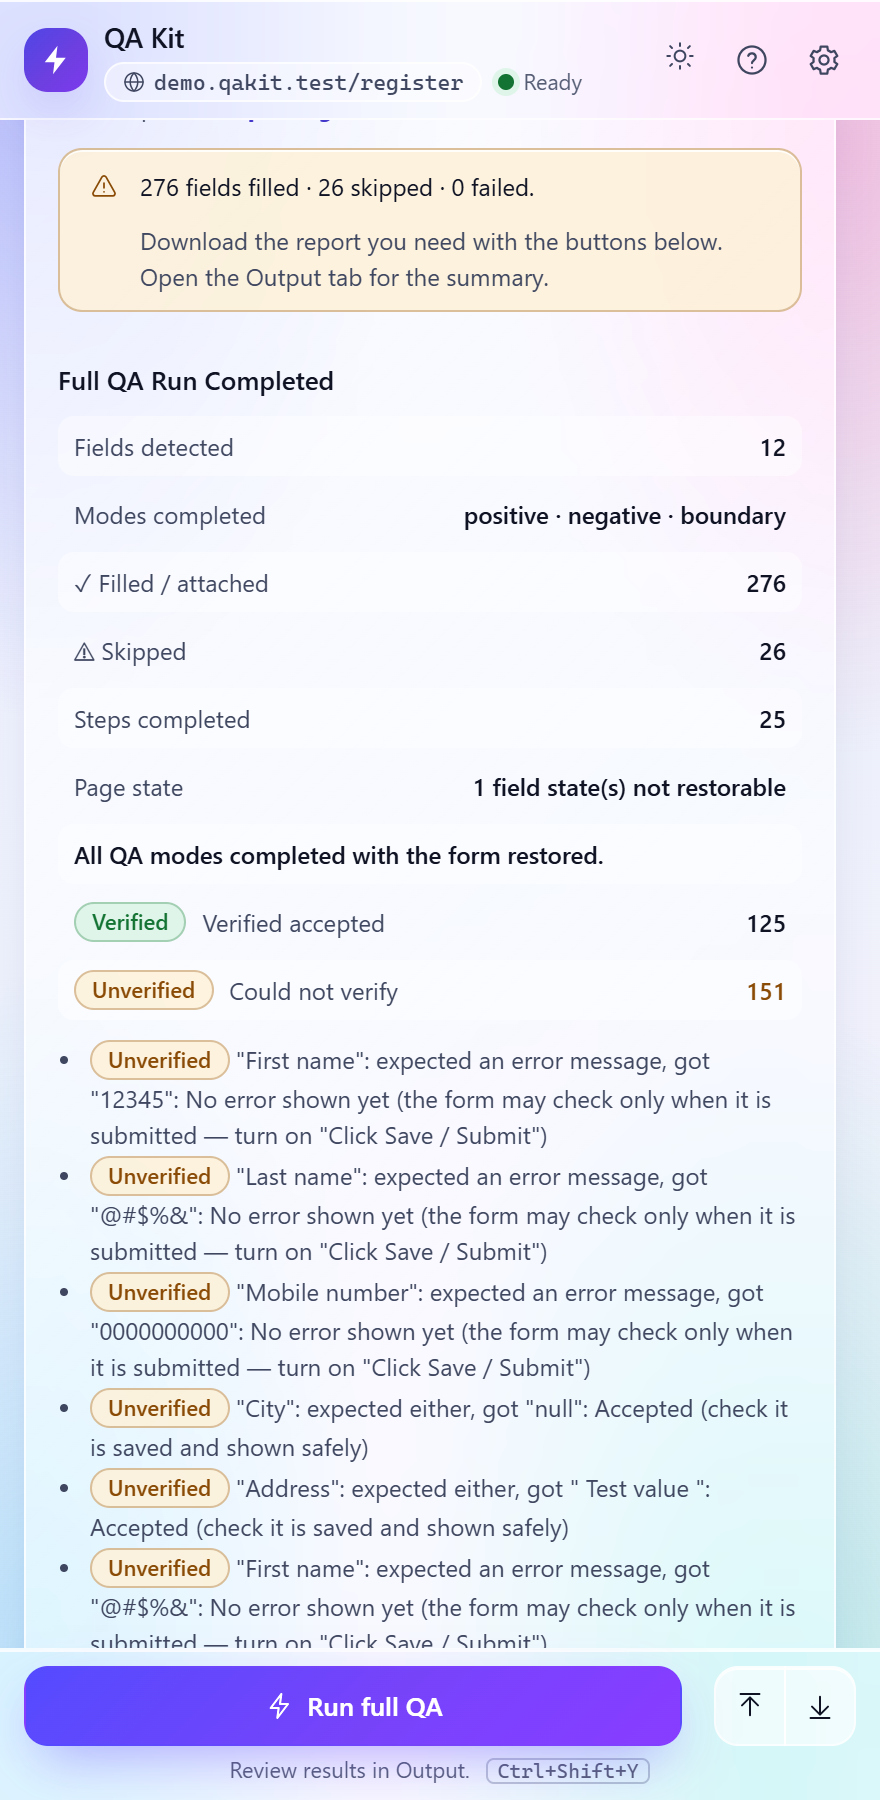 QA Kit
demo.qakit.test/register
Ready
276 fields filled · 26 skipped · 0 failed.
Download the report you need with the buttons below.
Open the Output tab for the summary.
Full QA Run Completed
Fields detected 12
Modes completed positive · negative · boundary
✓ Filled / attached 276
⚠ Skipped 26
Steps completed 25
Page state 1 field state(s) not restorable
All QA modes completed with the form restored.
Verified Verified accepted 125
Unverified Could not verify 151
• Unverified "First name": expected an error message, got
"12345": No error shown yet (the form may check only when it is
submitted — turn on "Click Save / Submit")
• Unverified "Last name": expected an error message, got
"@#$%&": No error shown yet (the form may check only when it is
submitted — turn on "Click Save / Submit")
• Unverified "Mobile number": expected an error message, got
"0000000000": No error shown yet (the form may check only when
it is submitted — turn on "Click Save / Submit")
• Unverified "City": expected either, got "null": Accepted (check it
is saved and shown safely)
• Unverified "Address": expected either, got " Test value ":
Accepted (check it is saved and shown safely)
• Unverified "First name": expected an error message, got
"@#$%&": No error shown yet (the form may check only when it is
submitted — turn on "Click Save / Submit")
Run full QA
Review results in Output. Ctrl+Shift+Y